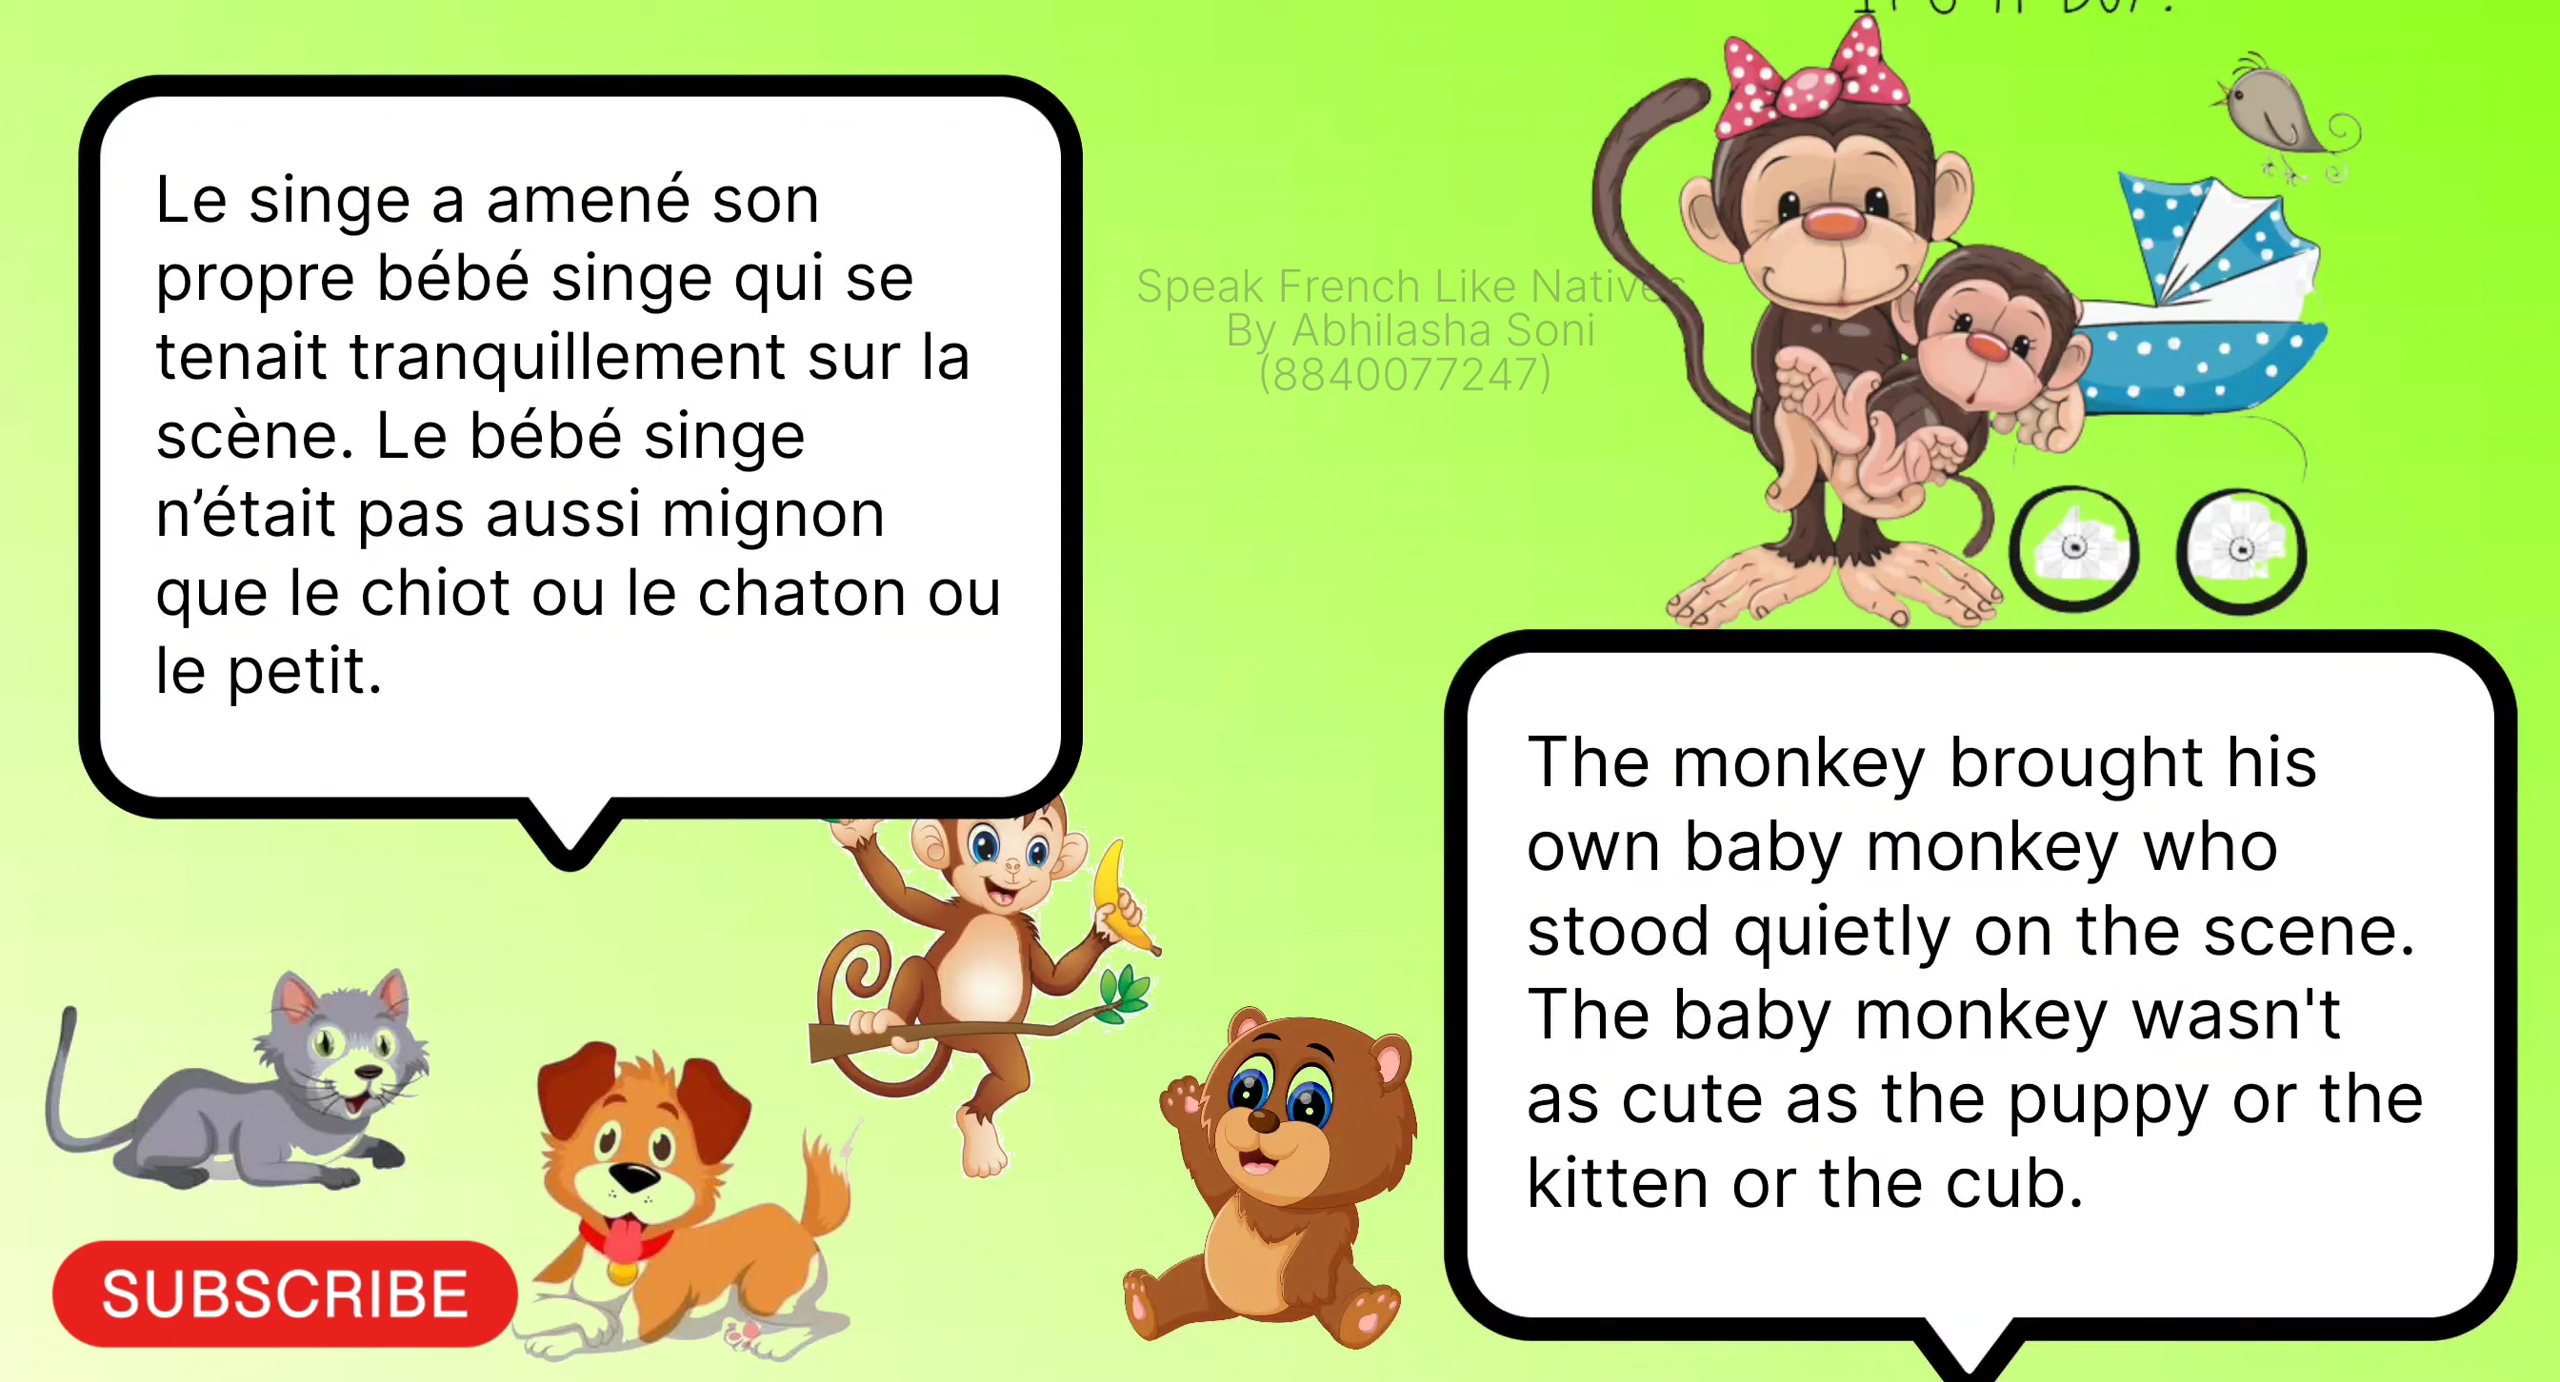 Le singe a amené son
propre bébé singe qui se
tenait tranquillement sur la
scène. Le bébé singe
n’était pas aussi mignon
que le chiot ou le chaton ou
le petit.
Speak French Like Natives
By Abhilasha Soni
(8840077247)
The monkey brought his
own baby monkey who
stood quietly on the scene.
The baby monkey wasn't
as cute as the puppy or the
kitten or the cub.
SUBSCRIBE